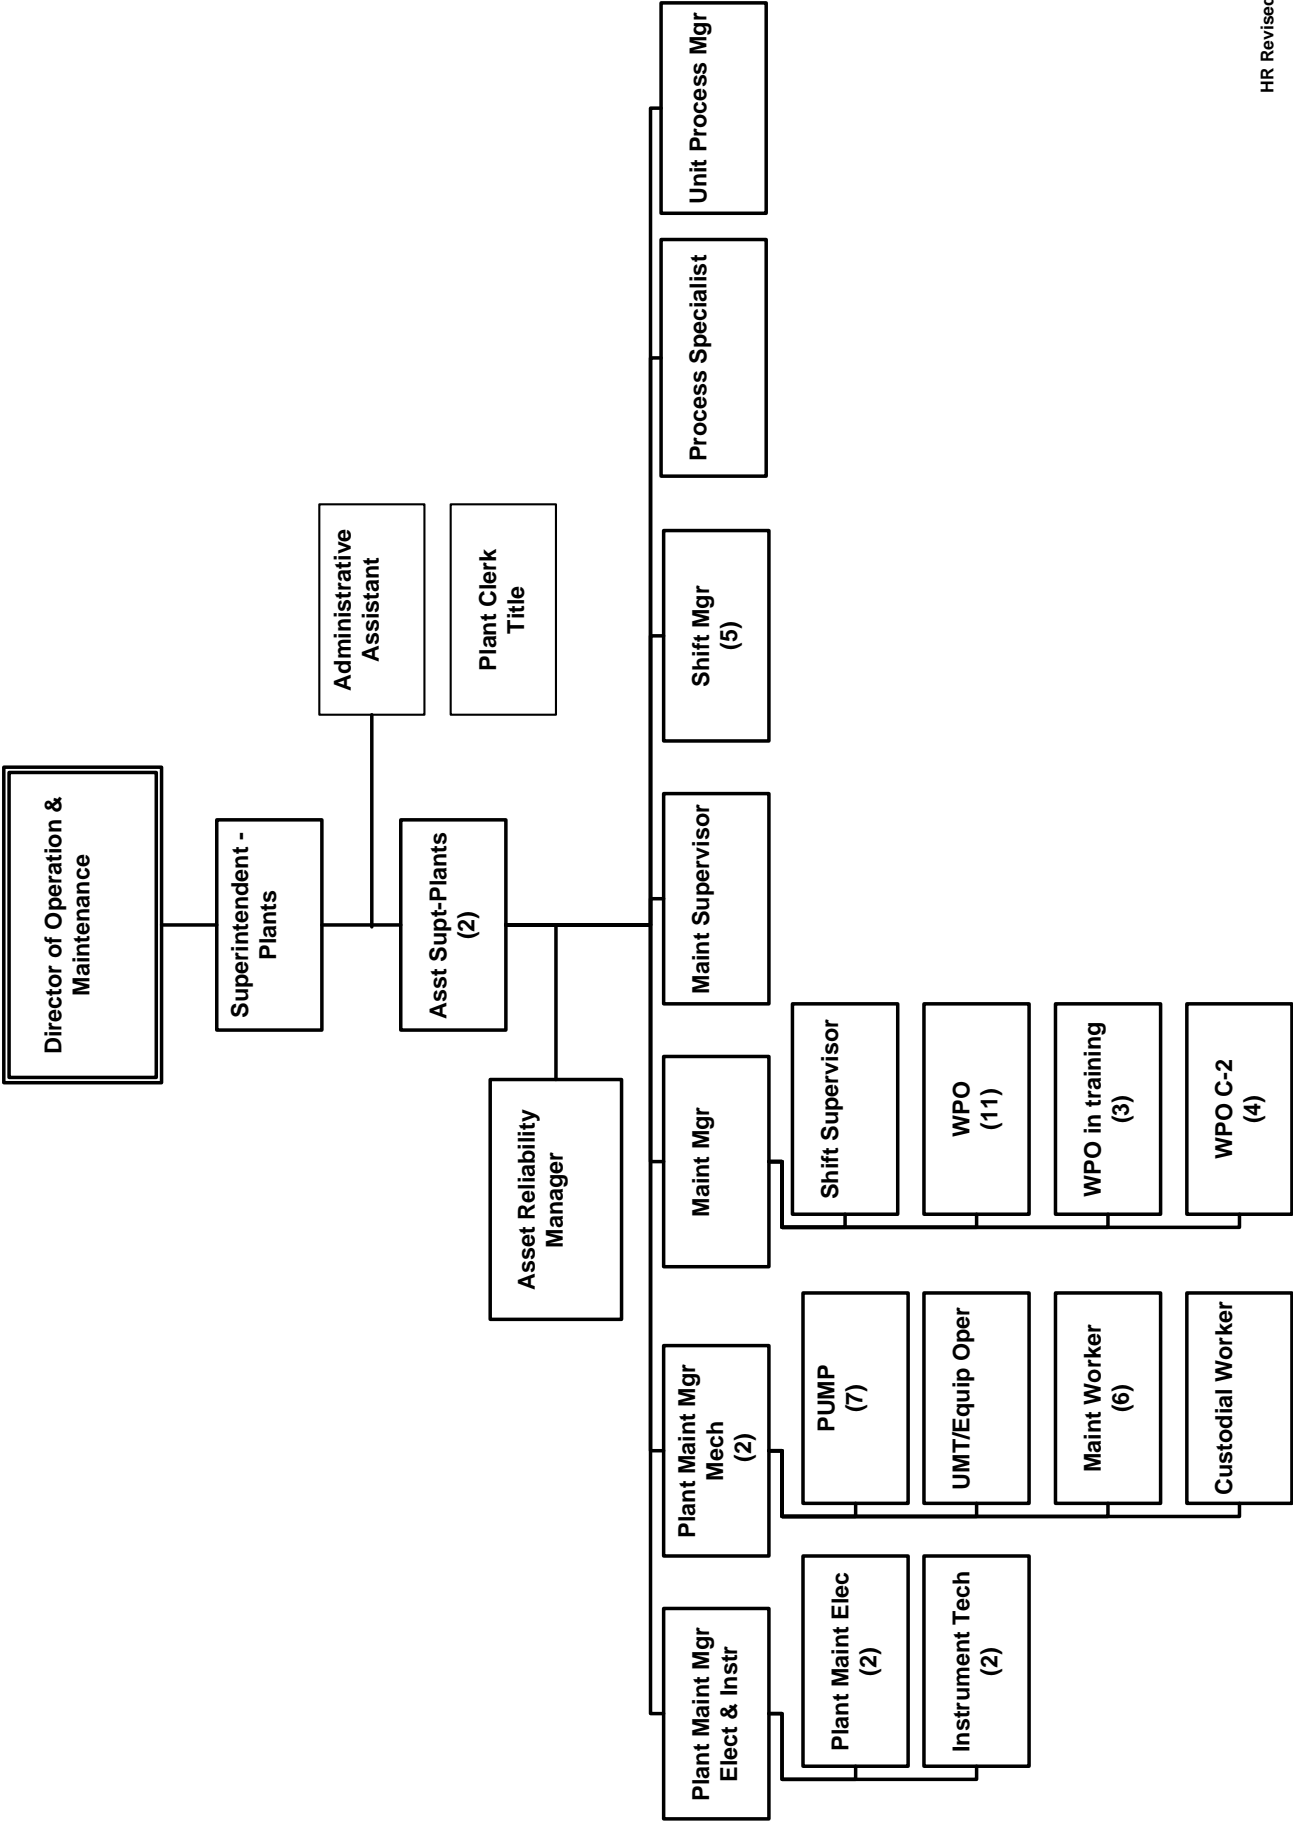 Director of Operation &
Maintenance
Superintendent -
Plants
Administrative
Assistant
Plant Clerk
Title
Asst Supt-Plants
(2)
Asset Reliability
Manager
Plant Maint Mgr
Elect & Instr
Plant Maint Mgr
Mech
(2)
Maint Mgr
Maint Supervisor
Shift Mgr
(5)
Process Specialist
Unit Process Mgr
Plant Maint Elec
(2)
Instrument Tech
(2)
PUMP
(7)
UMT/Equip Oper
Maint Worker
(6)
Custodial Worker
Shift Supervisor
WPO
(11)
WPO in training
(3)
WPO C-2
(4)
HR Revised